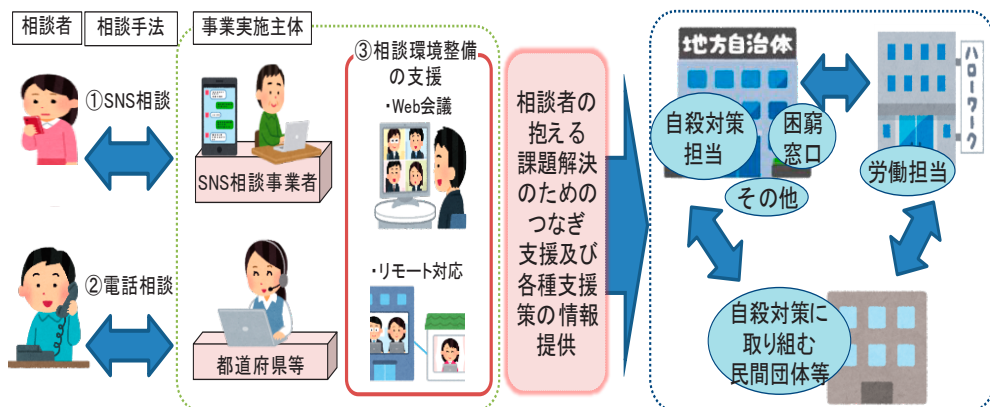 相談者
相談手法
事業実施主体
①SNS相談
SNS相談事業者
②電話相談
都道府県等
③相談環境整備
の支援
・Web会議
・リモート対応
相談者の
抱える
課題解決
のための
つなぎ
支援及び
各種支援
策の情報
提供
地方自治体
自殺対策
担当
困窮
窓口
その他
ハローワーク
労働担当
自殺対策に
取り組む
民間団体等